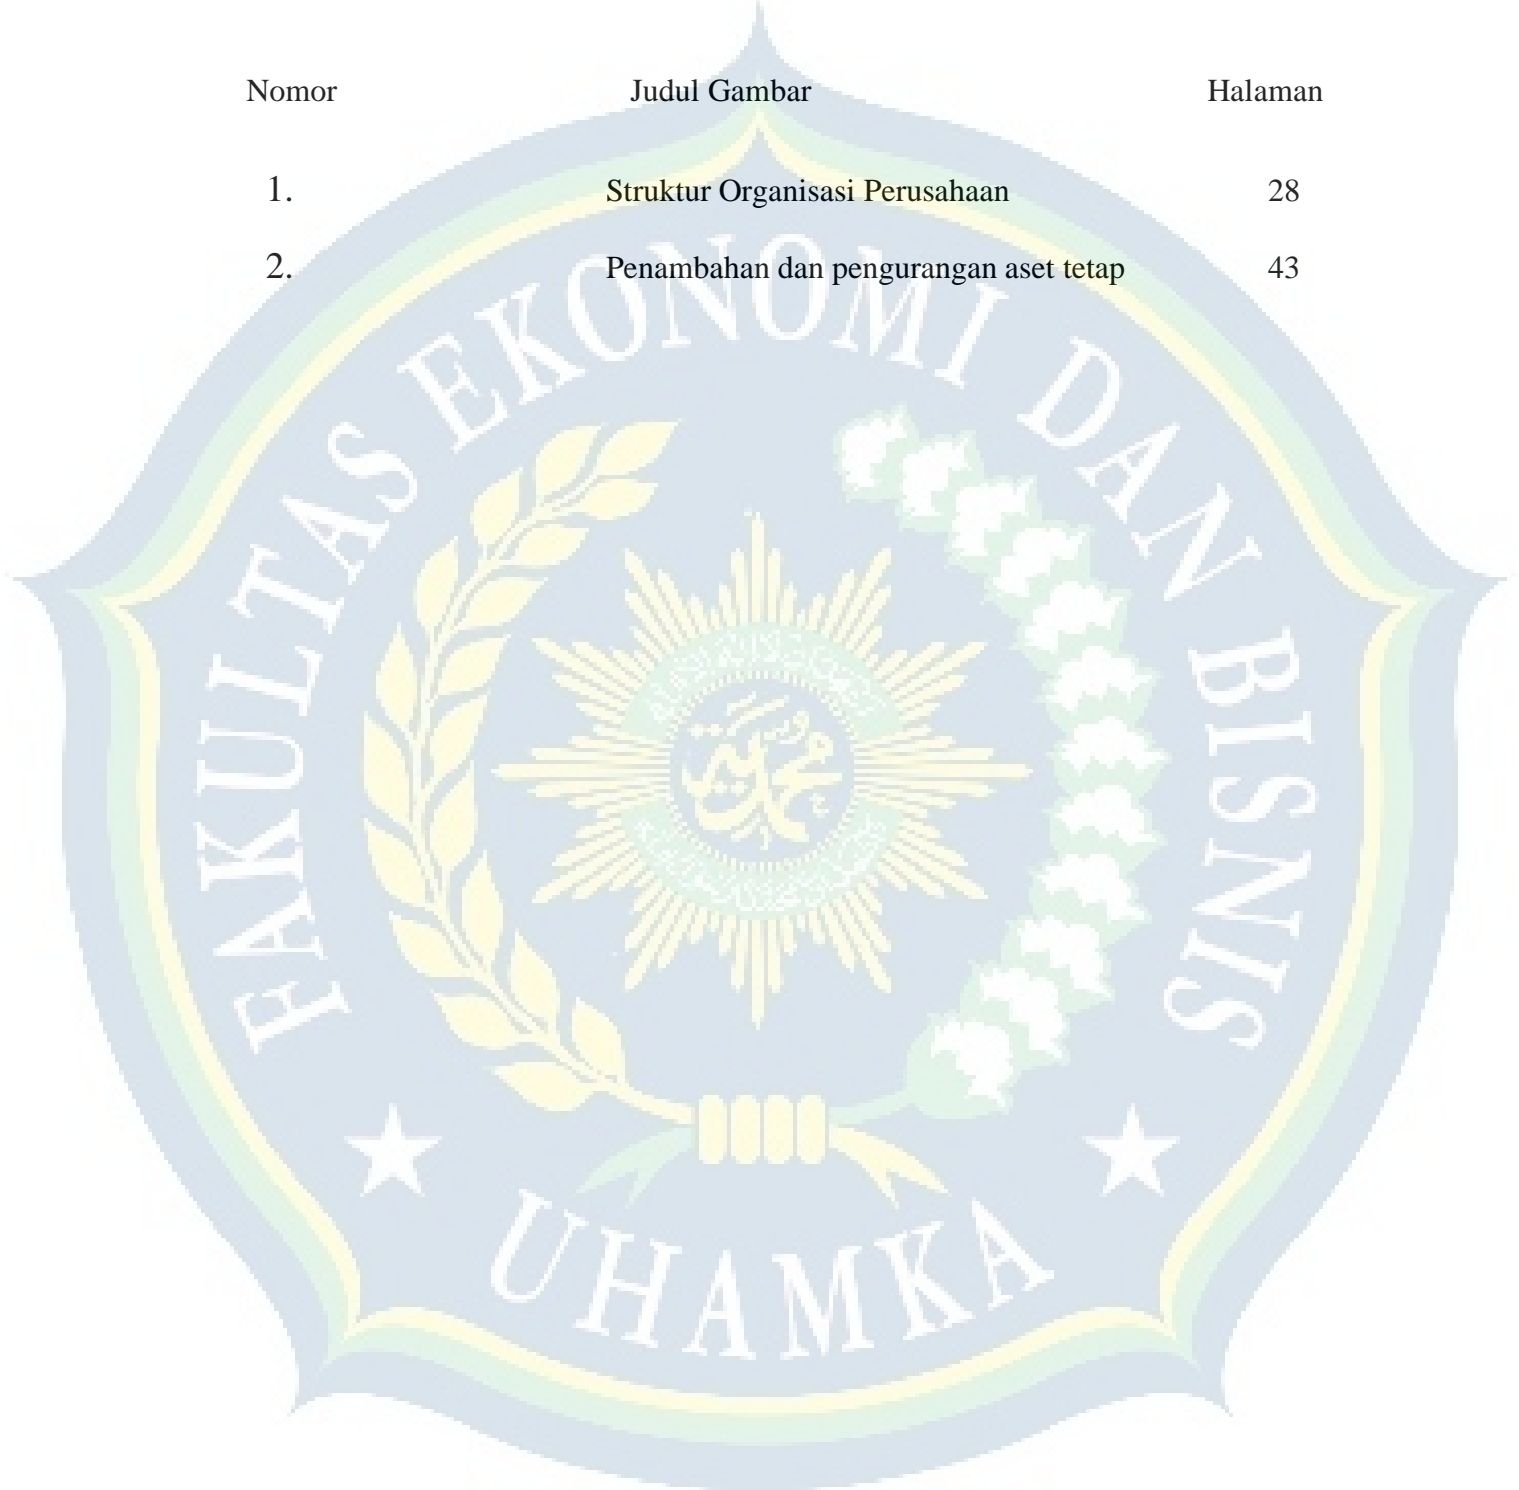 Nomor Judul Gambar Halaman
1. Struktur Organisasi Perusahaan 28
2. Penambahan dan pengurangan aset tetap 43
FAKULTAS EKONOMI DAN BISNIS
محمدية
UHAMKA